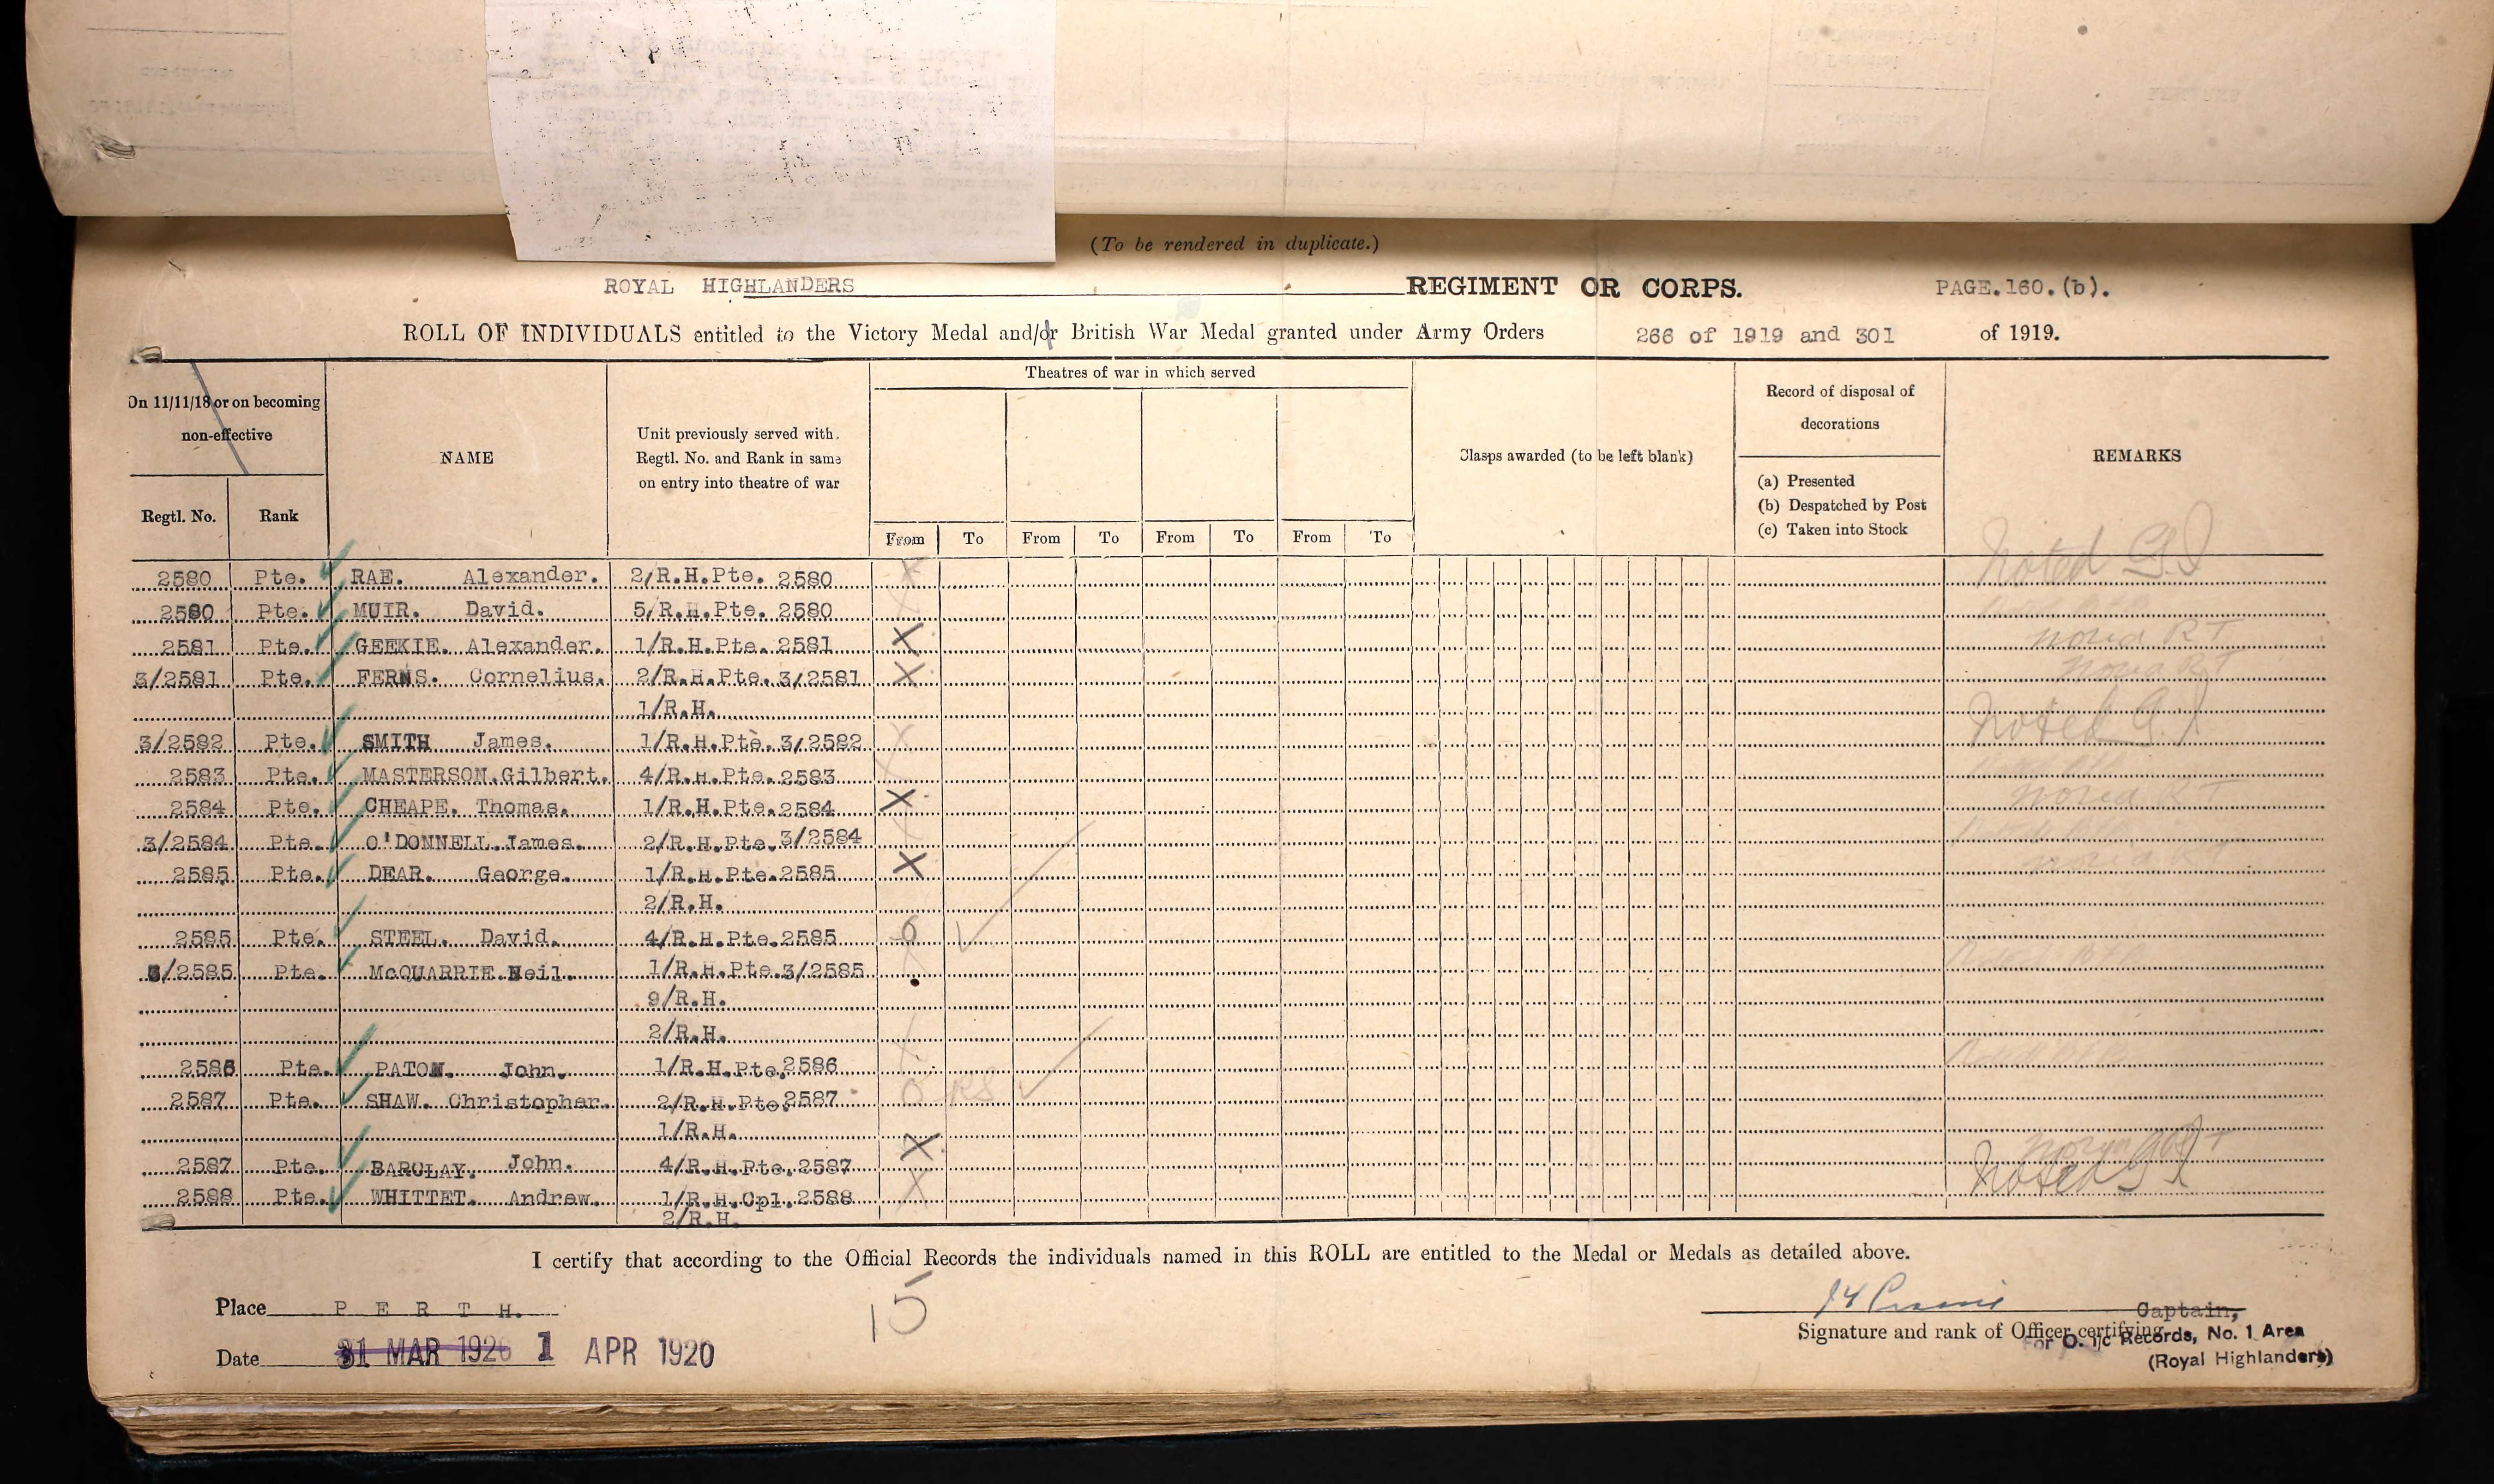 (To be rendered in duplicate.)
ROYAL HIGHLANDERS REGIMENT OR CORPS. PAGE.160.(b).
ROLL OF INDIVIDUALS entitled to the Victory Medal and/or British War Medal granted under Army Orders 266 of 1919 and 301 of 1919.
On 11/11/18 or on becoming non-effective
Regtl. No. Rank
NAME
Unit previously served with. Regtl. No. and Rank in same on entry into theatre of war
Theatres of war in which served
From To From To From To From To
Clasps awarded (to be left blank)
Record of disposal of decorations
(a) Presented
(b) Despatched by Post
(c) Taken into Stock
REMARKS
2580 Pte. RAE. Alexander. 2/R.H.Pte. 2580 X Noted
2580 Pte. MUIR. David. 5/R.H.Pte. 2580 X
2581 Pte. GEEKIE. Alexander. 1/R.H.Pte. 2581 X Noted RT
3/2581 Pte. FERNS. Cornelius. 2/R.H.Pte. 3/2581 X Noted RT
1/R.H.
3/2582 Pte. SMITH James. 1/R.H.Pte. 3/2582 X Noted
2583 Pte. MASTERSON.Gilbert. 4/R.H.Pte. 2583 X
2584 Pte. CHEAPE. Thomas. 1/R.H.Pte. 2584 X Noted RT
3/2584 Pte. O'DONNELL.James. 2/R.H.Pte. 3/2584 X
2585 Pte. DEAR. George. 1/R.H.Pte.2585 X Noted RT
2/R.H.
2585 Pte. STEEL. David. 4/R.H.Pte.2585
3/2585 Pte. McQUARRIE.Neil. 1/R.H.Pte.3/2585 X
9/R.H.
2/R.H.
2586 Pte. PATON. John. 1/R.H.Pte.2586 X
2587 Pte. SHAW. Christopher. 2/R.H.Pte.2587 O RS
1/R.H.
2587 Pte. BARCLAY. John. 4/R.H.Pte.2587 X
2588 Pte. WHITTET. Andrew. 1/R.H.Cpl.2588 X Noted
2/R.H.
I certify that according to the Official Records the individuals named in this ROLL are entitled to the Medal or Medals as detailed above.
15
Place P E R T H.
Date 31 MAR 1920 1 APR 1920
Captain,
Signature and rank of Officer certifying
For O. i/c Records, No. 1 Area
(Royal Highlanders)